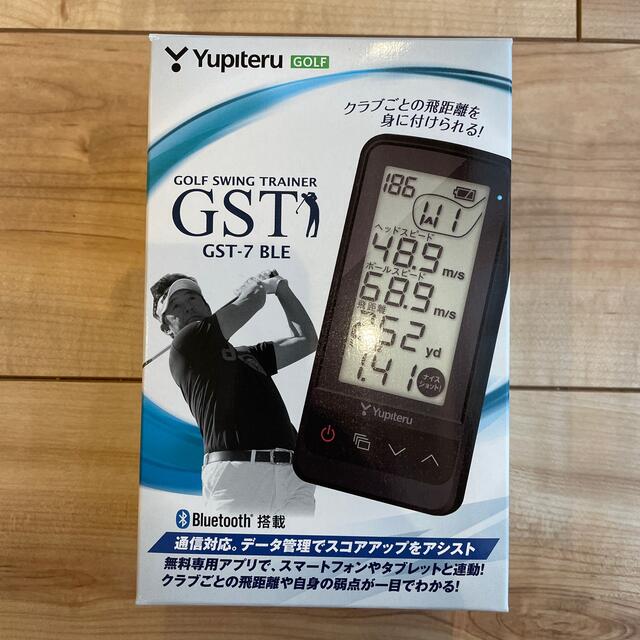 Yupiteru GOLF
クラブごとの飛距離を
身に付けられる!
GOLF SWING TRAINER
GST
GST-7 BLE
186
W1
ヘッドスピード
48.9 m/s
ボールスピード
68.9 m/s
飛距離
262 yd
1.41
ナイス
ショット!
Yupiteru
Bluetooth® 搭載
通信対応。データ管理でスコアアップをアシスト
無料専用アプリで、スマートフォンやタブレットと連動!
クラブごとの飛距離や自身の弱点が一目でわかる!